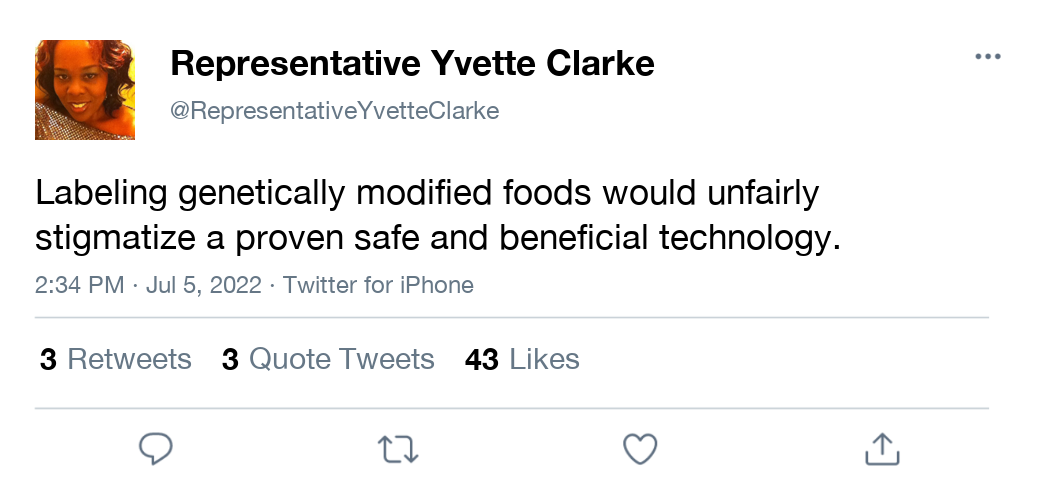 Representative Yvette Clarke
@RepresentativeYvetteClarke
Labeling genetically modified foods would unfairly
stigmatize a proven safe and beneficial technology.
2:34 PM · Jul 5, 2022 · Twitter for iPhone
3 Retweets 3 Quote Tweets 43 Likes